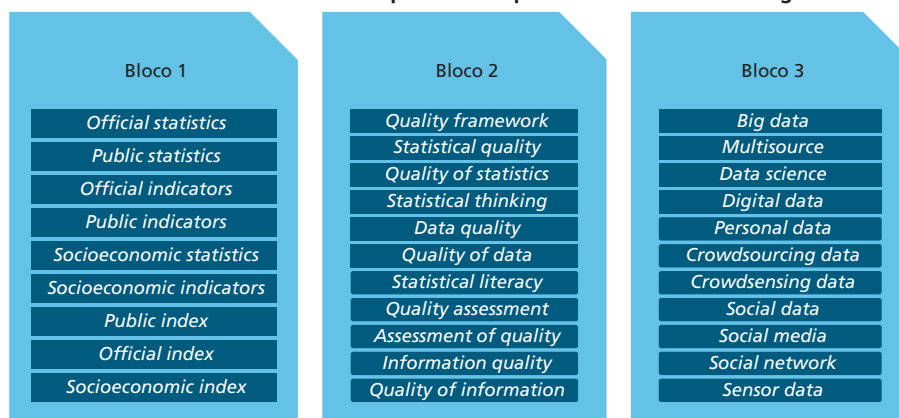 Bloco 1
Official statistics
Public statistics
Official indicators
Public indicators
Socioeconomic statistics
Socioeconomic indicators
Public index
Official index
Socioeconomic index
Bloco 2
Quality framework
Statistical quality
Quality of statistics
Statistical thinking
Data quality
Quality of data
Statistical literacy
Quality assessment
Assessment of quality
Information quality
Quality of information
Bloco 3
Big data
Multisource
Data science
Digital data
Personal data
Crowdsourcing data
Crowdsensing data
Social data
Social media
Social network
Sensor data